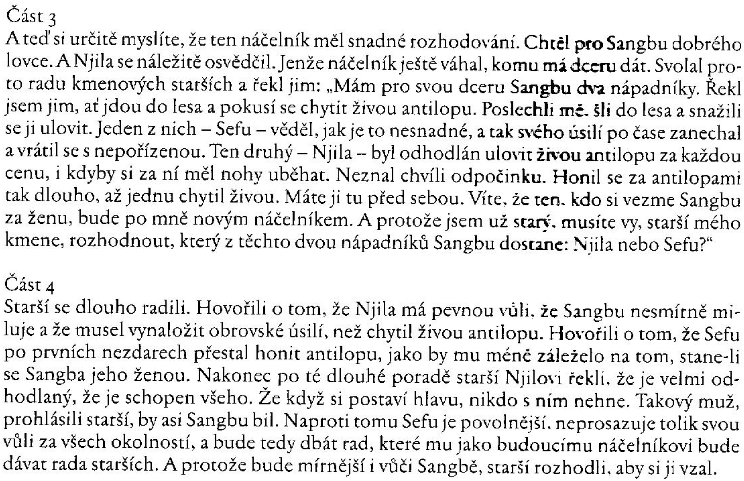 Část 3
A teď si určitě myslíte, že ten náčelník měl snadné rozhodování. Chtěl pro Sangbu dobrého
lovce. A Njila se náležitě osvědčil. Jenže náčelník ještě váhal, komu má dceru dát. Svolal pro-
to radu kmenových starších a řekl jim: „Mám pro svou dceru Sangbu dva nápadníky. Řekl
jsem jim, ať jdou do lesa a pokusí se chytit živou antilopu. Poslechli mě, šli do lesa a snažili
se ji ulovit. Jeden z nich – Sefu – věděl, jak je to nesnadné, a tak svého úsilí po čase zanechal
a vrátil se s nepořízenou. Ten druhý – Njila – byl odhodlán ulovit živou antilopu za každou
cenu, i kdyby si za ní měl nohy uběhat. Neznal chvíli odpočinku. Honil se za antilopami
tak dlouho, až jednu chytil živou. Máte ji tu před sebou. Víte, že ten, kdo si vezme Sangbu
za ženu, bude po mně novým náčelníkem. A protože jsem už starý, musíte vy, starší mého
kmene, rozhodnout, který z těchto dvou nápadníků Sangbu dostane: Njila nebo Sefu?“
Část 4
Starší se dlouho radili. Hovořili o tom, že Njila má pevnou vůli, že Sangbu nesmírně mi-
luje a že musel vynaložit obrovské úsilí, než chytil živou antilopu. Hovořili o tom, že Sefu
po prvních nezdarech přestal honit antilopu, jako by mu méně záleželo na tom, stane-li
se Sangba jeho ženou. Nakonec po té dlouhé poradě starší Njilovi řekli, že je velmi od-
hodlaný, že je schopen všeho. Že když si postaví hlavu, nikdo s ním nehne. Takový muž,
prohlásili starší, by asi Sangbu bil. Naproti tomu Sefu je povolnější, neprosazuje tolik svou
vůli za všech okolností, a bude tedy dbát rad, které mu jako budoucímu náčelníkovi bude
dávat rada starších. A protože bude mírnější i vůči Sangbě, starší rozhodli, aby si ji vzal.